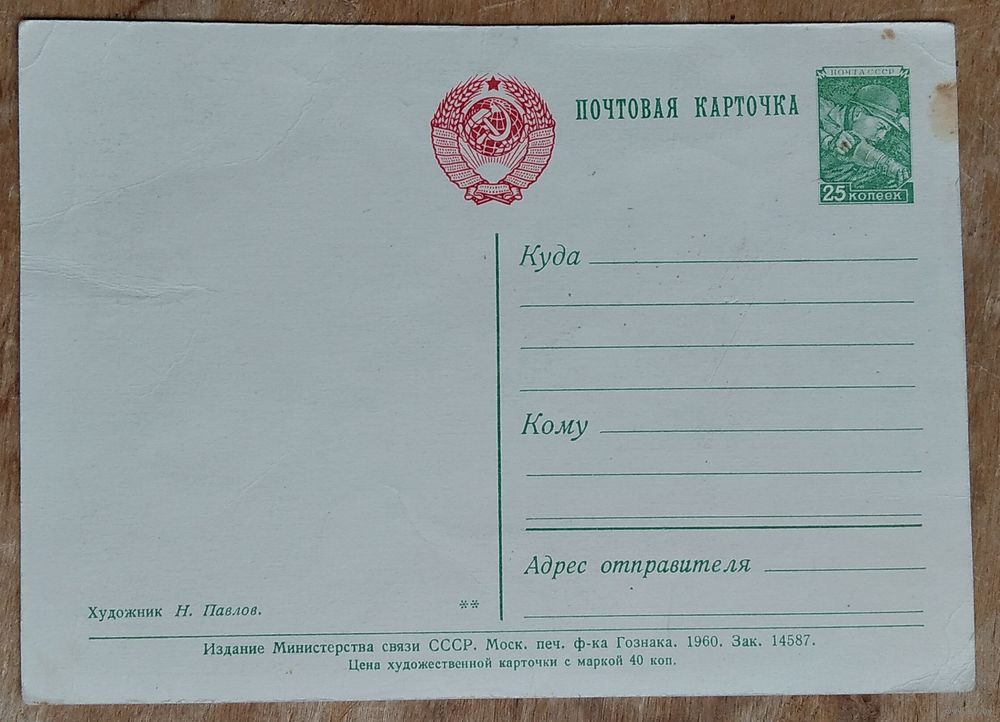 ПОЧТА СССР
ПОЧТОВАЯ КАРТОЧКА
25 КОПЕЕК
Куда
Кому
Адрес отправителя
Художник Н. Павлов.
**
Издание Министерства связи СССР. Моск. печ. ф-ка Гознака. 1960. Зак. 14587.
Цена художественной карточки с маркой 40 коп.